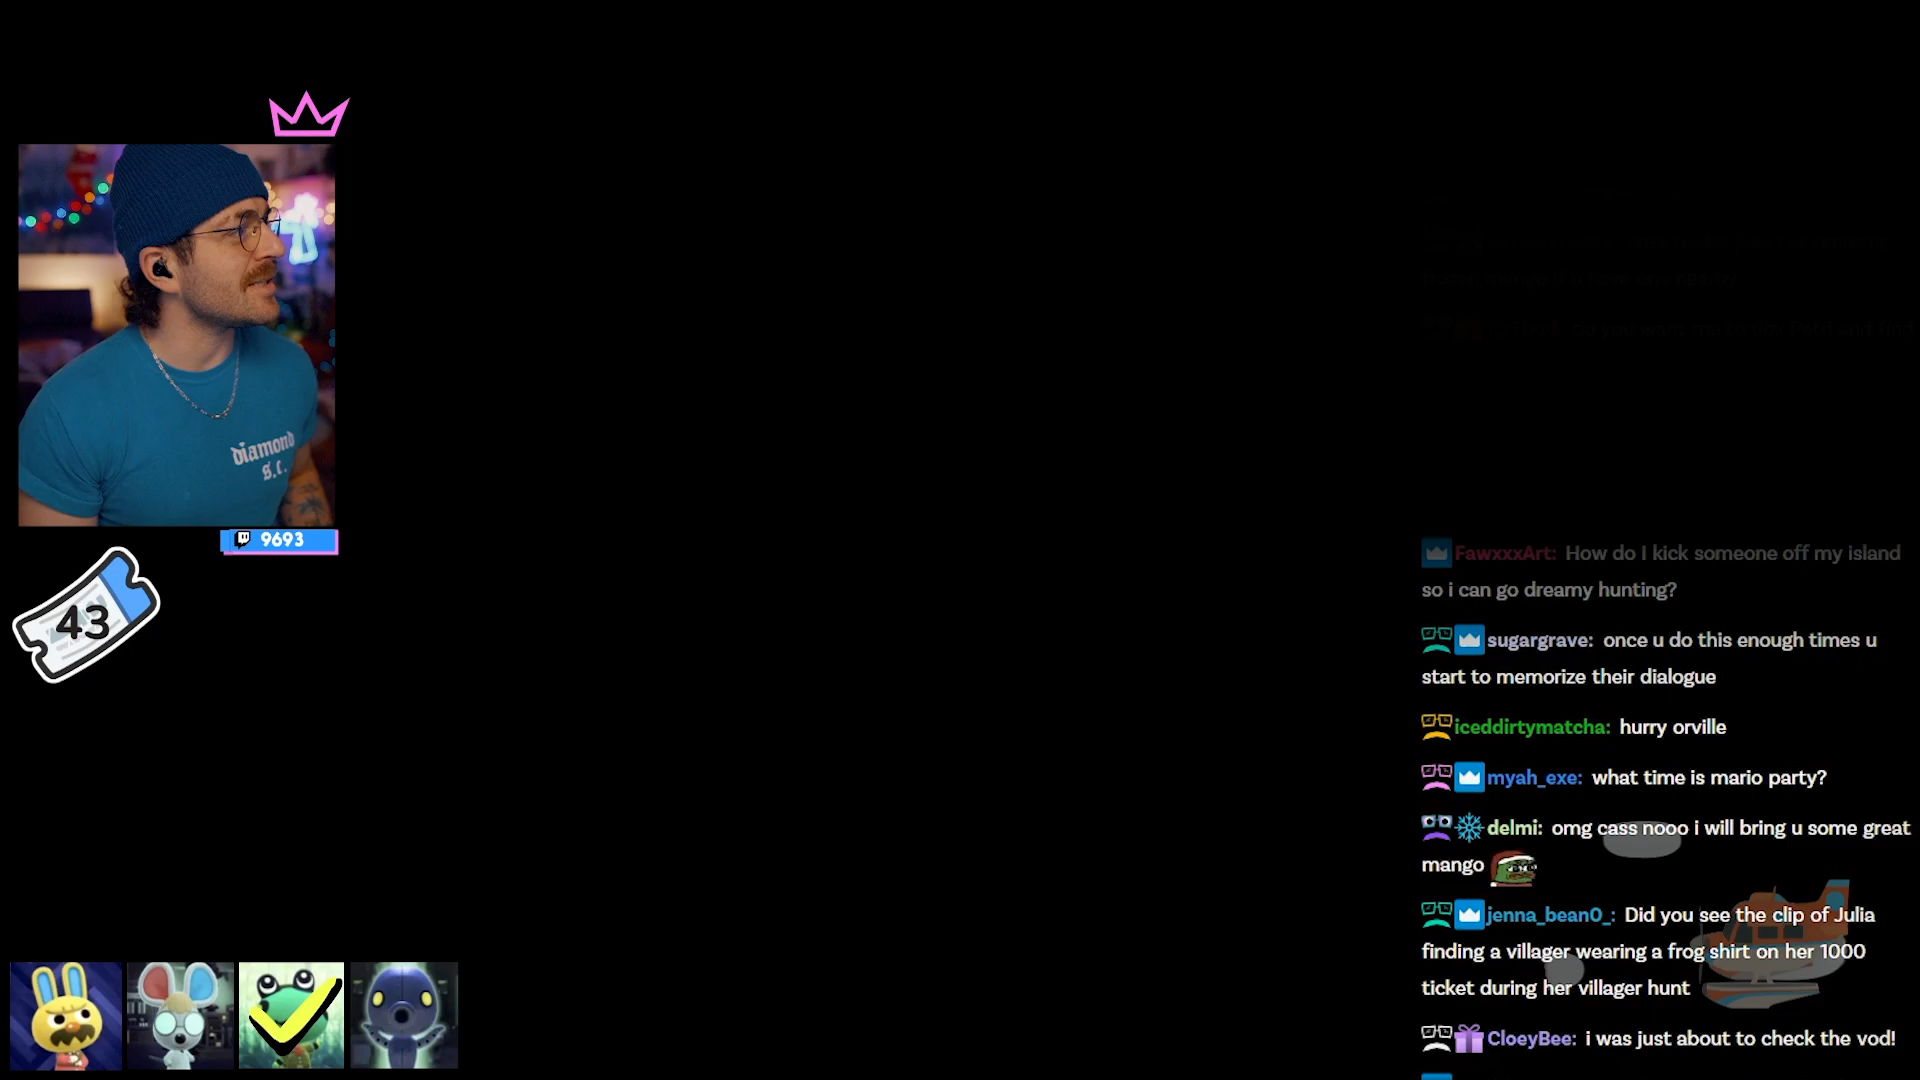 diamond
s.c.
9693
43
FawxxxArt: How do I kick someone off my island
so i can go dreamy hunting?
sugargrave: once u do this enough times u
start to memorize their dialogue
iceddirtymatcha: hurry orville
myah_exe: what time is mario party?
delmi: omg cass nooo i will bring u some great
mango
jenna_bean0_: Did you see the clip of Julia
finding a villager wearing a frog shirt on her 1000
ticket during her villager hunt
CloeyBee: i was just about to check the vod!